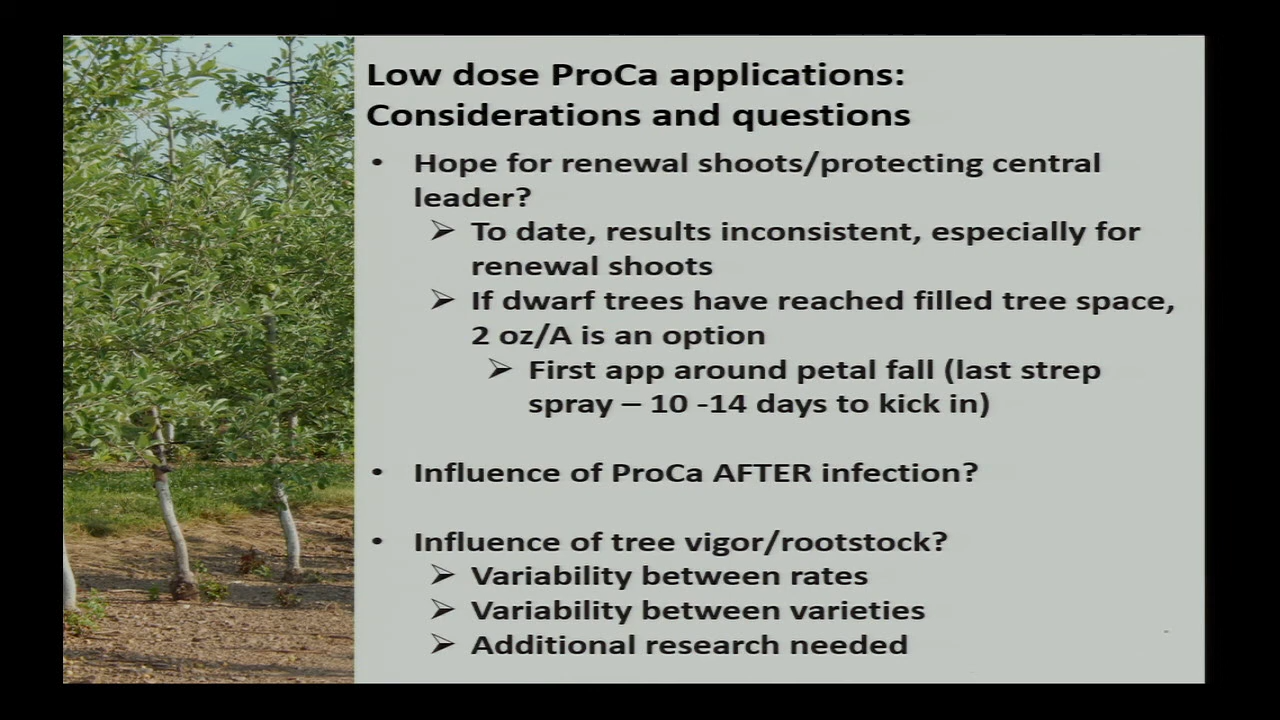 Low dose ProCa applications:
Considerations and questions
• Hope for renewal shoots/protecting central
leader?
➢ To date, results inconsistent, especially for
renewal shoots
➢ If dwarf trees have reached filled tree space,
2 oz/A is an option
➢ First app around petal fall (last strep
spray – 10 -14 days to kick in)
• Influence of ProCa AFTER infection?
• Influence of tree vigor/rootstock?
➢ Variability between rates
➢ Variability between varieties
➢ Additional research needed